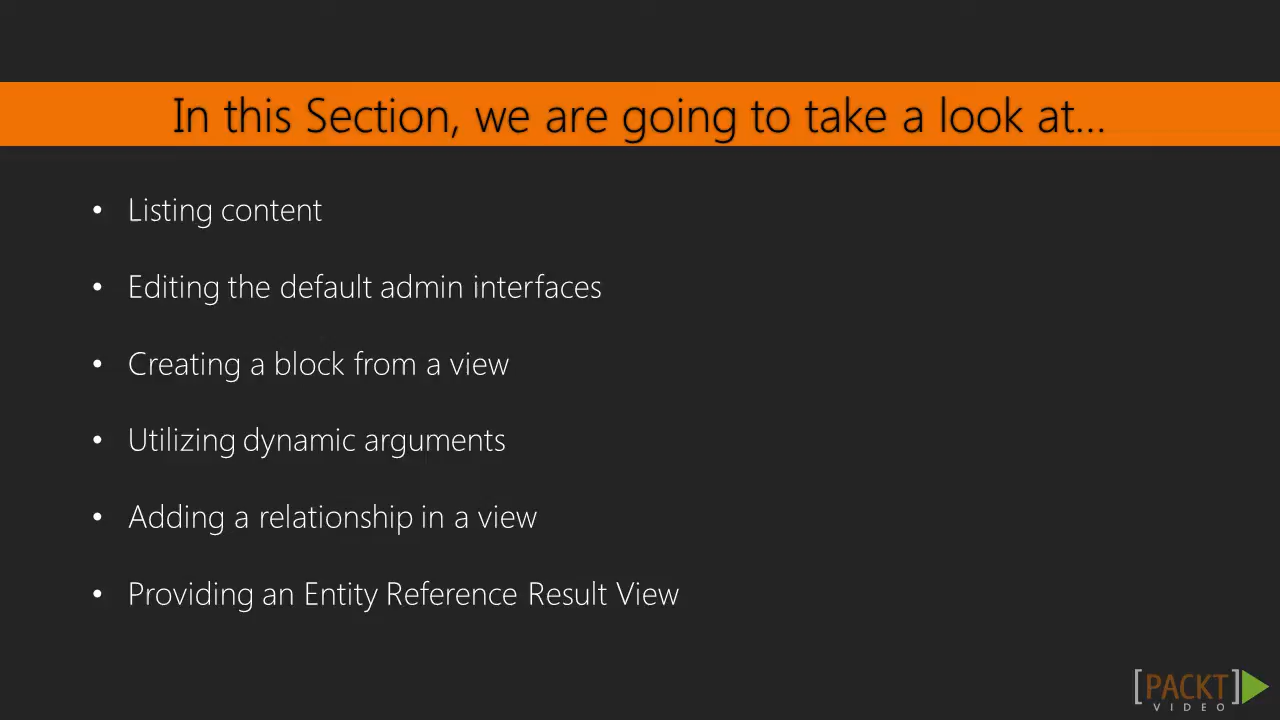 In this Section, we are going to take a look at...
• Listing content
• Editing the default admin interfaces
• Creating a block from a view
• Utilizing dynamic arguments
• Adding a relationship in a view
• Providing an Entity Reference Result View
[PACKT]
VIDEO